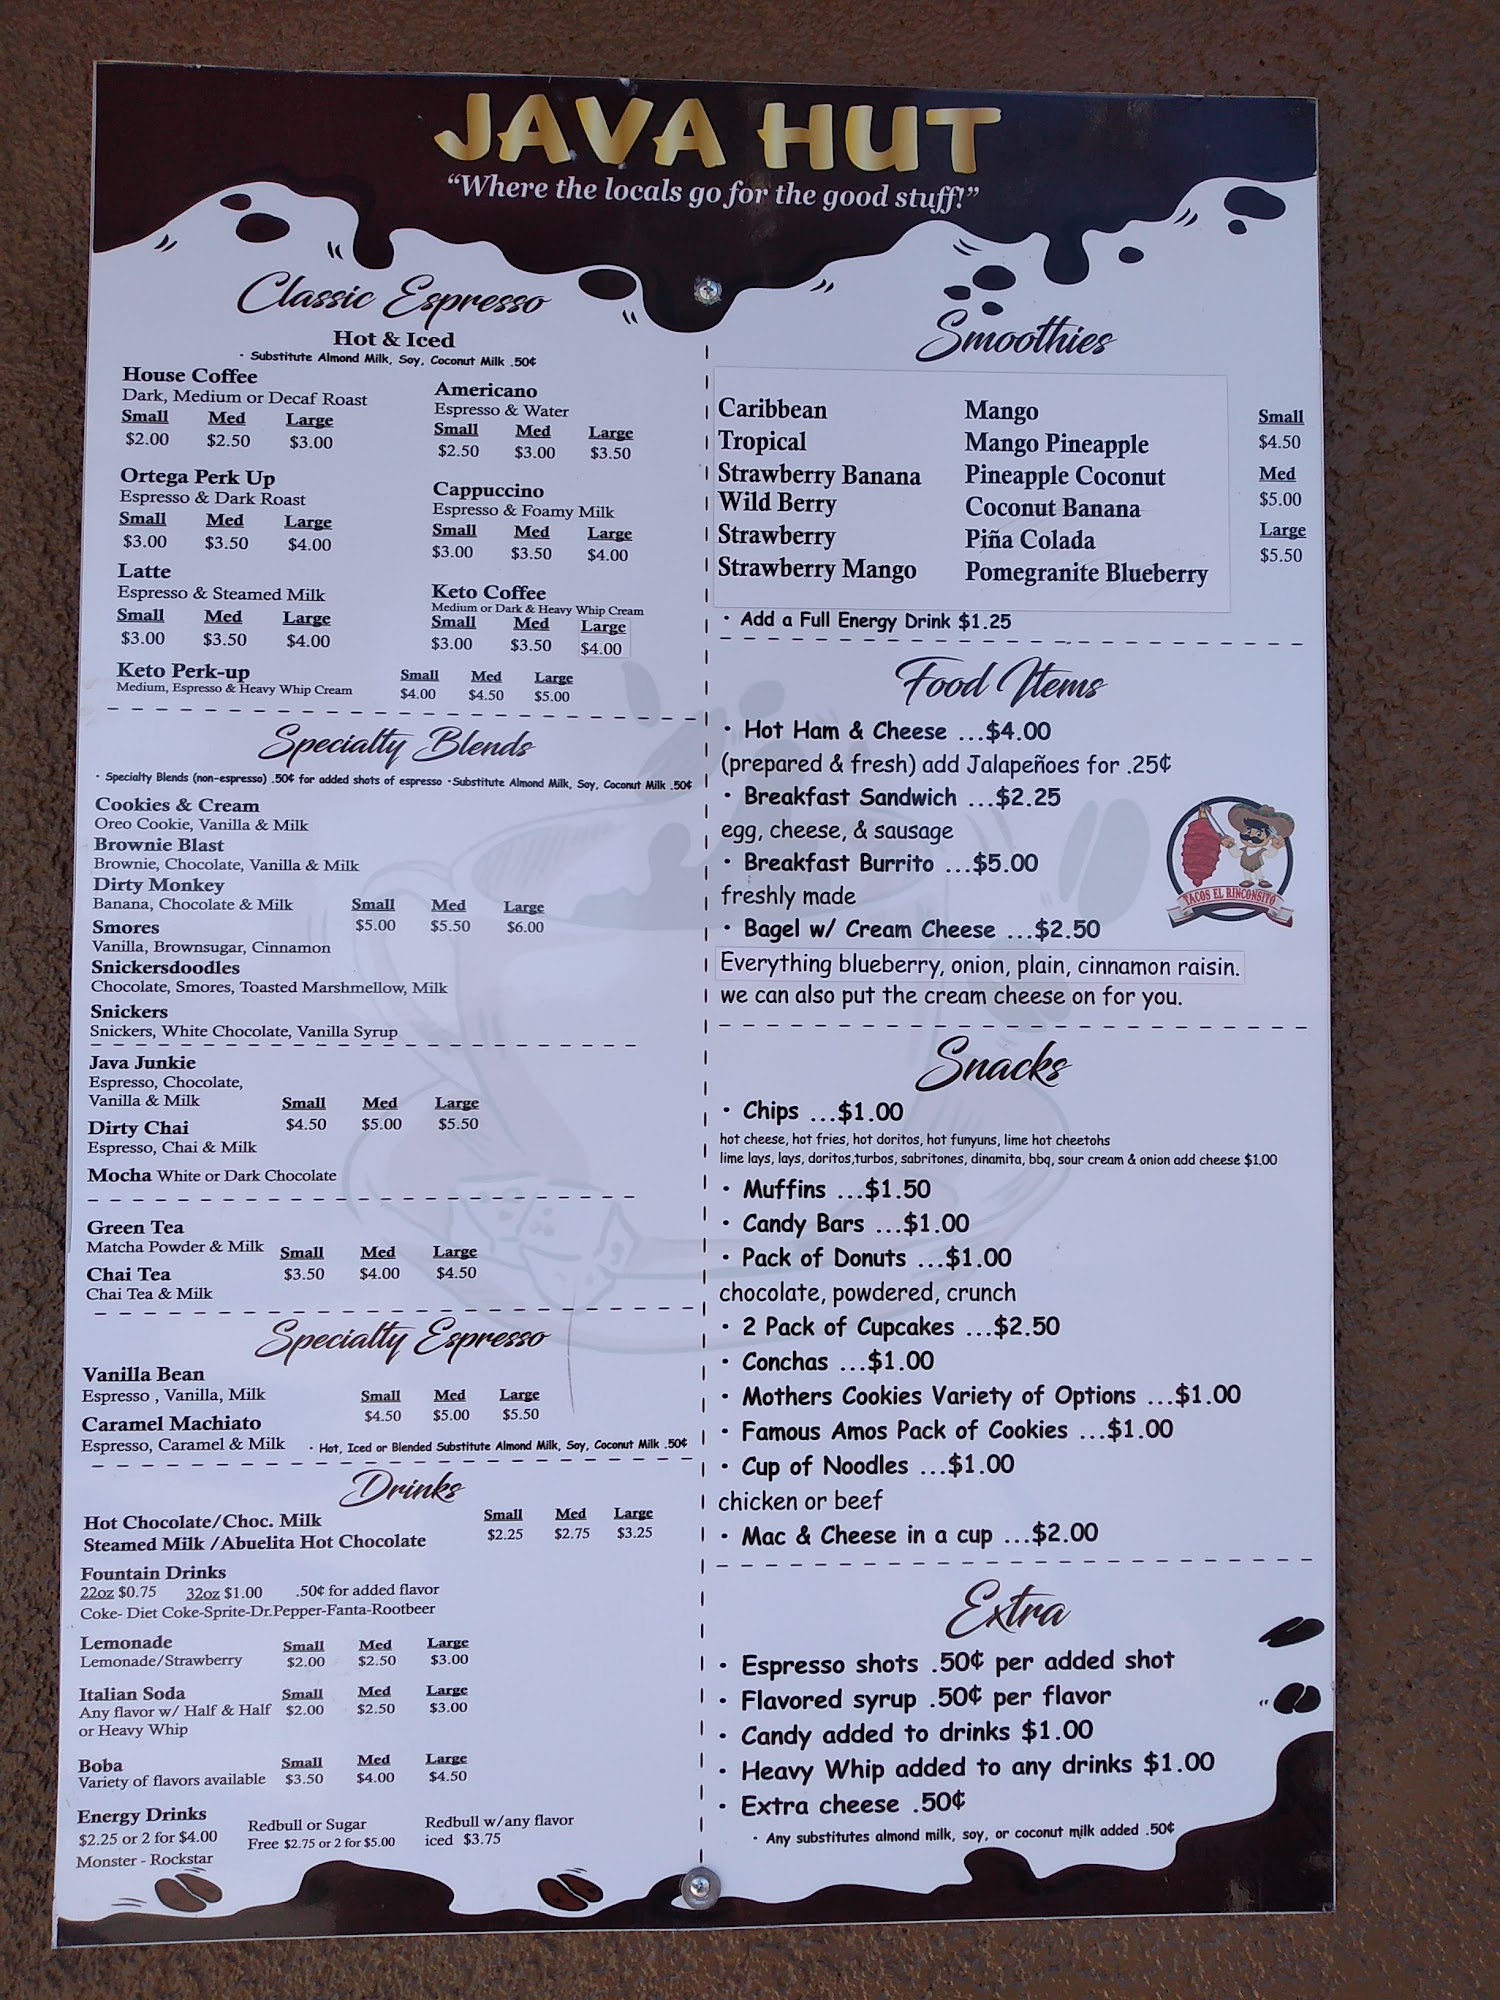 JAVA HUT
“Where the locals go for the good stuff!”
Classic Espresso
Hot & Iced
· Substitute Almond Milk, Soy, Coconut Milk .50¢
House Coffee
Dark, Medium or Decaf Roast
Small Med Large
$2.00 $2.50 $3.00
Americano
Espresso & Water
Small Med Large
$2.50 $3.00 $3.50
Ortega Perk Up
Espresso & Dark Roast
Small Med Large
$3.00 $3.50 $4.00
Cappuccino
Espresso & Foamy Milk
Small Med Large
$3.00 $3.50 $4.00
Latte
Espresso & Steamed Milk
Small Med Large
$3.00 $3.50 $4.00
Keto Coffee
Medium or Dark & Heavy Whip Cream
Small Med Large
$3.00 $3.50 $4.00
Keto Perk-up
Medium, Espresso & Heavy Whip Cream
Small Med Large
$4.00 $4.50 $5.00
Specialty Blends
· Specialty Blends (non-espresso) .50¢ for added shots of espresso ·Substitute Almond Milk, Soy, Coconut Milk .50¢
Cookies & Cream
Oreo Cookie, Vanilla & Milk
Brownie Blast
Brownie, Chocolate, Vanilla & Milk
Dirty Monkey
Banana, Chocolate & Milk
Smores
Vanilla, Brownsugar, Cinnamon
Snickersdoodles
Chocolate, Smores, Toasted Marshmellow, Milk
Snickers
Snickers, White Chocolate, Vanilla Syrup
Small Med Large
$5.00 $5.50 $6.00
Java Junkie
Espresso, Chocolate,
Vanilla & Milk
Dirty Chai
Espresso, Chai & Milk
Mocha White or Dark Chocolate
Small Med Large
$4.50 $5.00 $5.50
Green Tea
Matcha Powder & Milk
Chai Tea
Chai Tea & Milk
Small Med Large
$3.50 $4.00 $4.50
Specialty Espresso
Vanilla Bean
Espresso , Vanilla, Milk
Caramel Machiato
Espresso, Caramel & Milk
Small Med Large
$4.50 $5.00 $5.50
· Hot, Iced or Blended Substitute Almond Milk, Soy, Coconut Milk .50¢
Drinks
Hot Chocolate/Choc. Milk
Steamed Milk /Abuelita Hot Chocolate
Small Med Large
$2.25 $2.75 $3.25
Fountain Drinks
22oz $0.75 32oz $1.00 .50¢ for added flavor
Coke- Diet Coke-Sprite-Dr.Pepper-Fanta-Rootbeer
Lemonade
Lemonade/Strawberry
Small Med Large
$2.00 $2.50 $3.00
Italian Soda
Any flavor w/ Half & Half
or Heavy Whip
Small Med Large
$2.00 $2.50 $3.00
Boba
Variety of flavors available
Small Med Large
$3.50 $4.00 $4.50
Energy Drinks
$2.25 or 2 for $4.00
Monster - Rockstar
Redbull or Sugar
Free $2.75 or 2 for $5.00
Redbull w/any flavor
iced $3.75
Smoothies
Caribbean
Tropical
Strawberry Banana
Wild Berry
Strawberry
Strawberry Mango
Mango
Mango Pineapple
Pineapple Coconut
Coconut Banana
Piña Colada
Pomegranite Blueberry
Small
$4.50
Med
$5.00
Large
$5.50
· Add a Full Energy Drink $1.25
Food Items
· Hot Ham & Cheese ...$4.00
(prepared & fresh) add Jalapeñoes for .25¢
· Breakfast Sandwich ...$2.25
egg, cheese, & sausage
· Breakfast Burrito ...$5.00
freshly made
· Bagel w/ Cream Cheese ...$2.50
Everything blueberry, onion, plain, cinnamon raisin.
we can also put the cream cheese on for you.
TACOS EL RINCONSITO
Snacks
· Chips ...$1.00
hot cheese, hot fries, hot doritos, hot funyuns, lime hot cheetohs
lime lays, lays, doritos,turbos, sabritones, dinamita, bbq, sour cream & onion add cheese $1.00
· Muffins ...$1.50
· Candy Bars ...$1.00
· Pack of Donuts ...$1.00
chocolate, powdered, crunch
· 2 Pack of Cupcakes ...$2.50
· Conchas ...$1.00
· Mothers Cookies Variety of Options ...$1.00
· Famous Amos Pack of Cookies ...$1.00
· Cup of Noodles ...$1.00
chicken or beef
· Mac & Cheese in a cup ...$2.00
Extra
· Espresso shots .50¢ per added shot
· Flavored syrup .50¢ per flavor
· Candy added to drinks $1.00
· Heavy Whip added to any drinks $1.00
· Extra cheese .50¢
· Any substitutes almond milk, soy, or coconut milk added .50¢